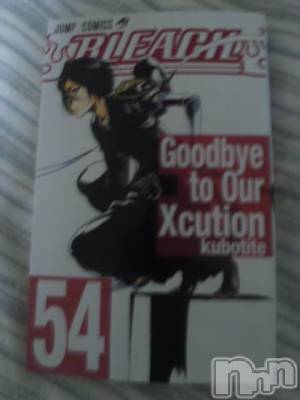 JUMP COMICS
BLEACH
Goodbye
to Our
Xcution
kubotite
54